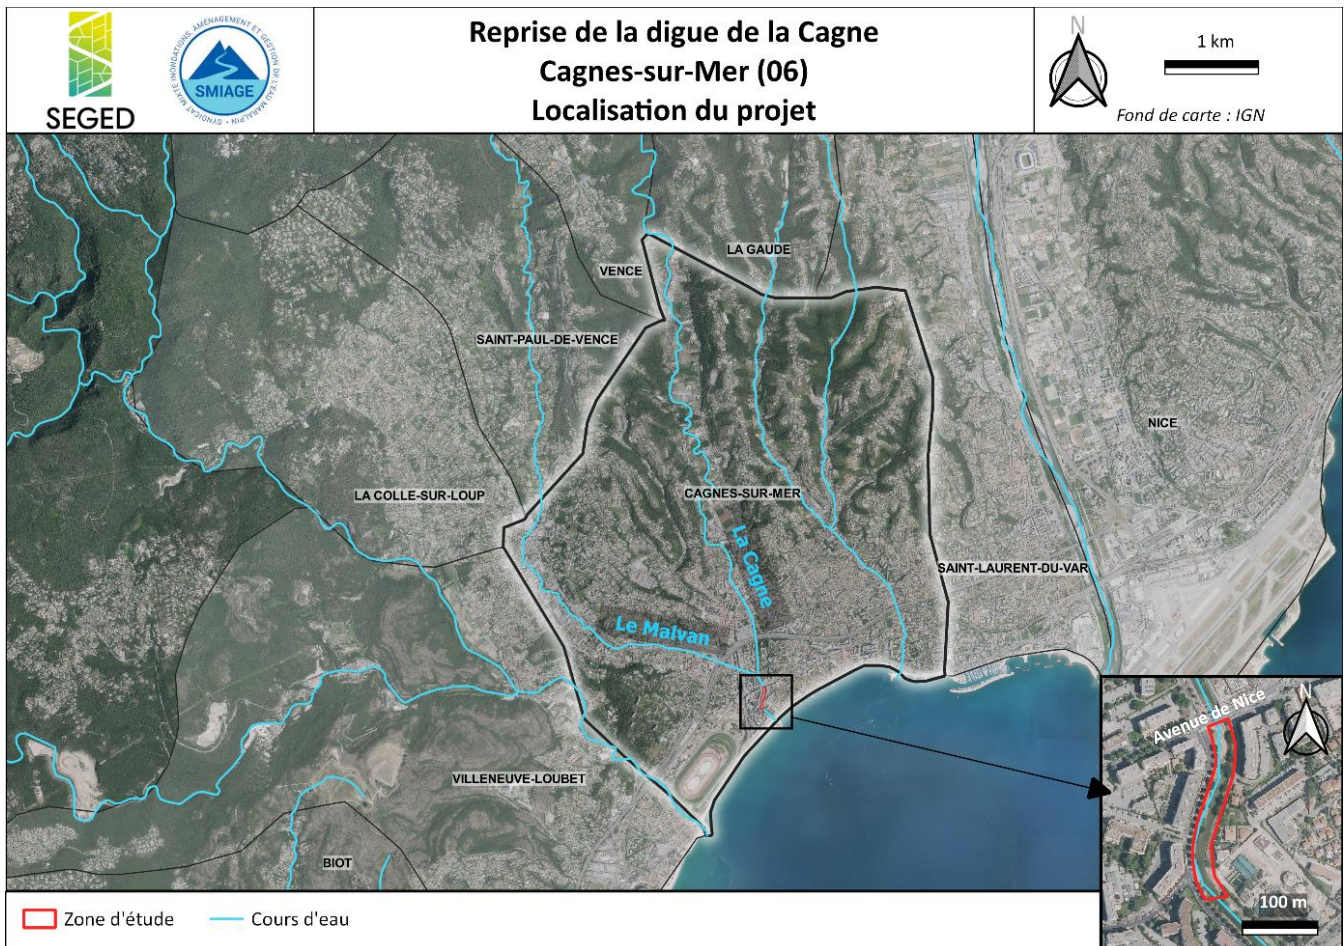 SEGED
SYNDICAT MIXTE INONDATIONS, AMÉNAGEMENT ET GESTION DE L'EAU MARALPIN
SMIAGE
Reprise de la digue de la Cagne
Cagnes-sur-Mer (06)
Localisation du projet
N
1 km
Fond de carte : IGN
LA GAUDE
VENCE
SAINT-PAUL-DE-VENCE
NICE
LA COLLE-SUR-LOUP
CAGNES-SUR-MER
La Cagne
SAINT-LAURENT-DU-VAR
Le Malvan
VILLENEUVE-LOUBET
BIOT
Avenue de Nice
N
100 m
Zone d'étude
Cours d'eau